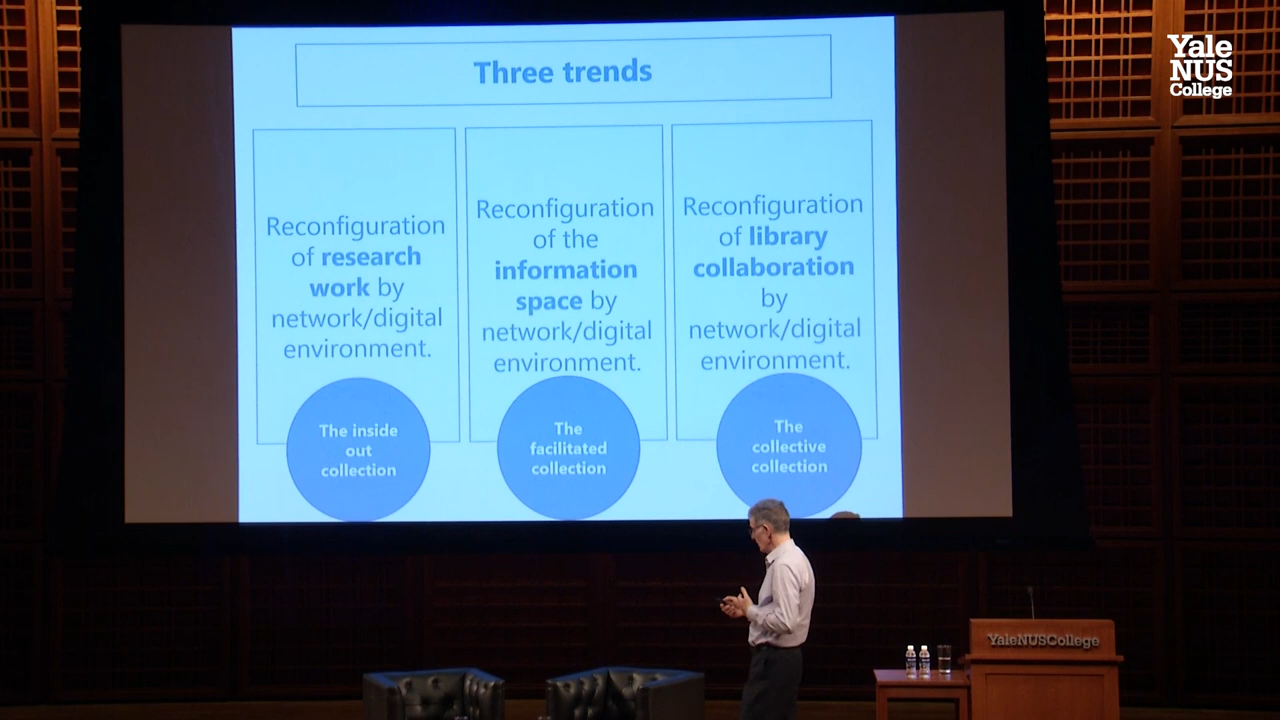 Yale
NUS
College
Three trends
Reconfiguration
of research
work by
network/digital
environment.
The inside
out
collection
Reconfiguration
of the
information
space by
network/digital
environment.
The
facilitated
collection
Reconfiguration
of library
collaboration
by
network/digital
environment.
The
collective
collection
YaleNUSCollege